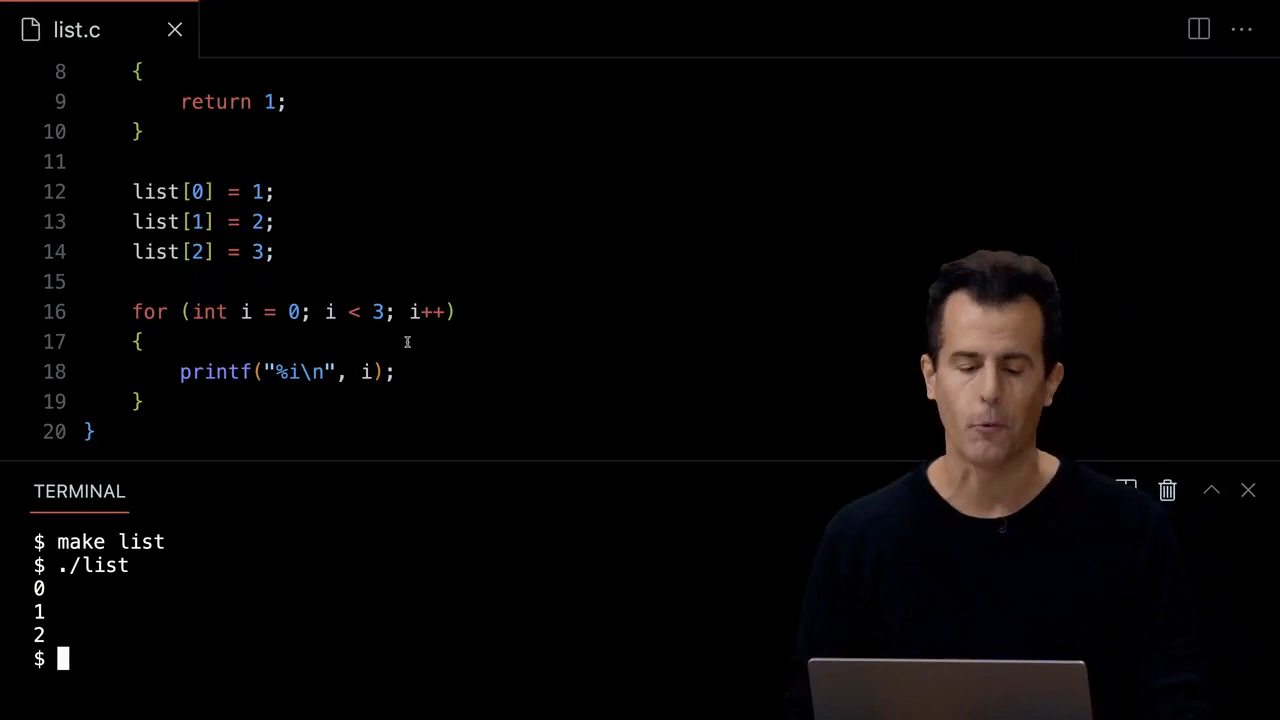 list.c
8 {
9 return 1;
10 }
11
12 list[0] = 1;
13 list[1] = 2;
14 list[2] = 3;
15
16 for (int i = 0; i < 3; i++)
17 {
18 printf("%i\n", i);
19 }
20 }
TERMINAL
$ make list
$ ./list
0
1
2
$